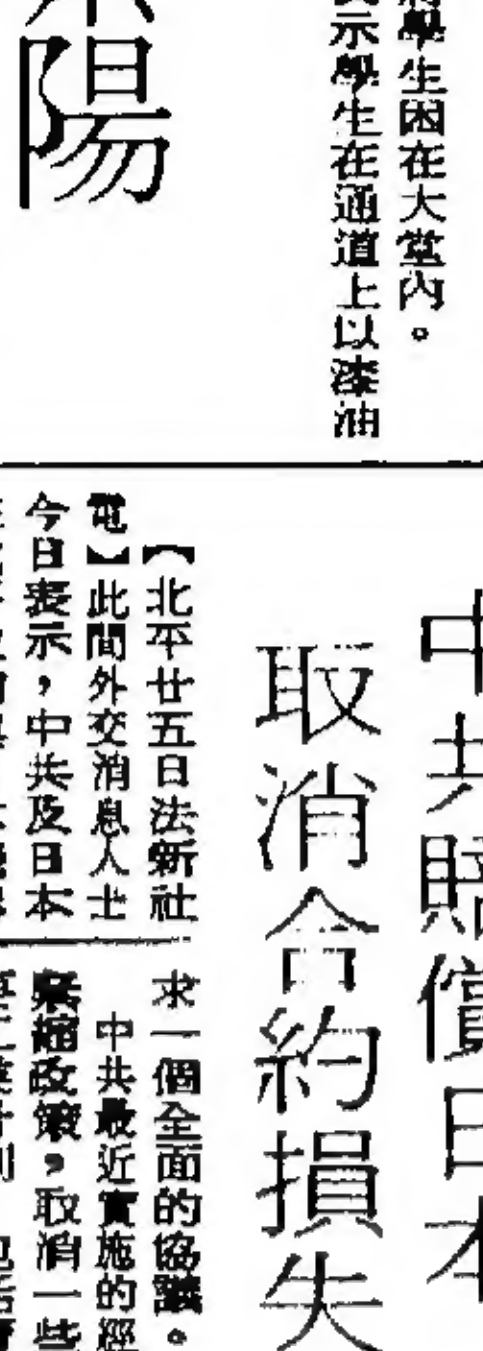 學生困在大堂內。
示學生在通道上以漆油
陽
中共賠償日本
取消合約損失
【北平廿五日法新社
電】此間外交消息人士
今日表示，中共及日本
求一個全面的協議。
中共最近實施的經
縮政策，取消一些